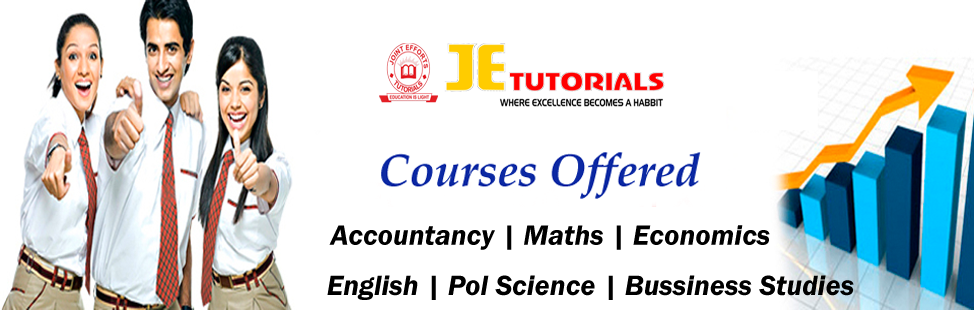 JOINT EFFORTS
TUTORIALS
EDUCATION IS LIGHT
JE TUTORIALS
WHERE EXCELLENCE BECOMES A HABBIT
Courses Offered
Accountancy | Maths | Economics
English | Pol Science | Bussiness Studies